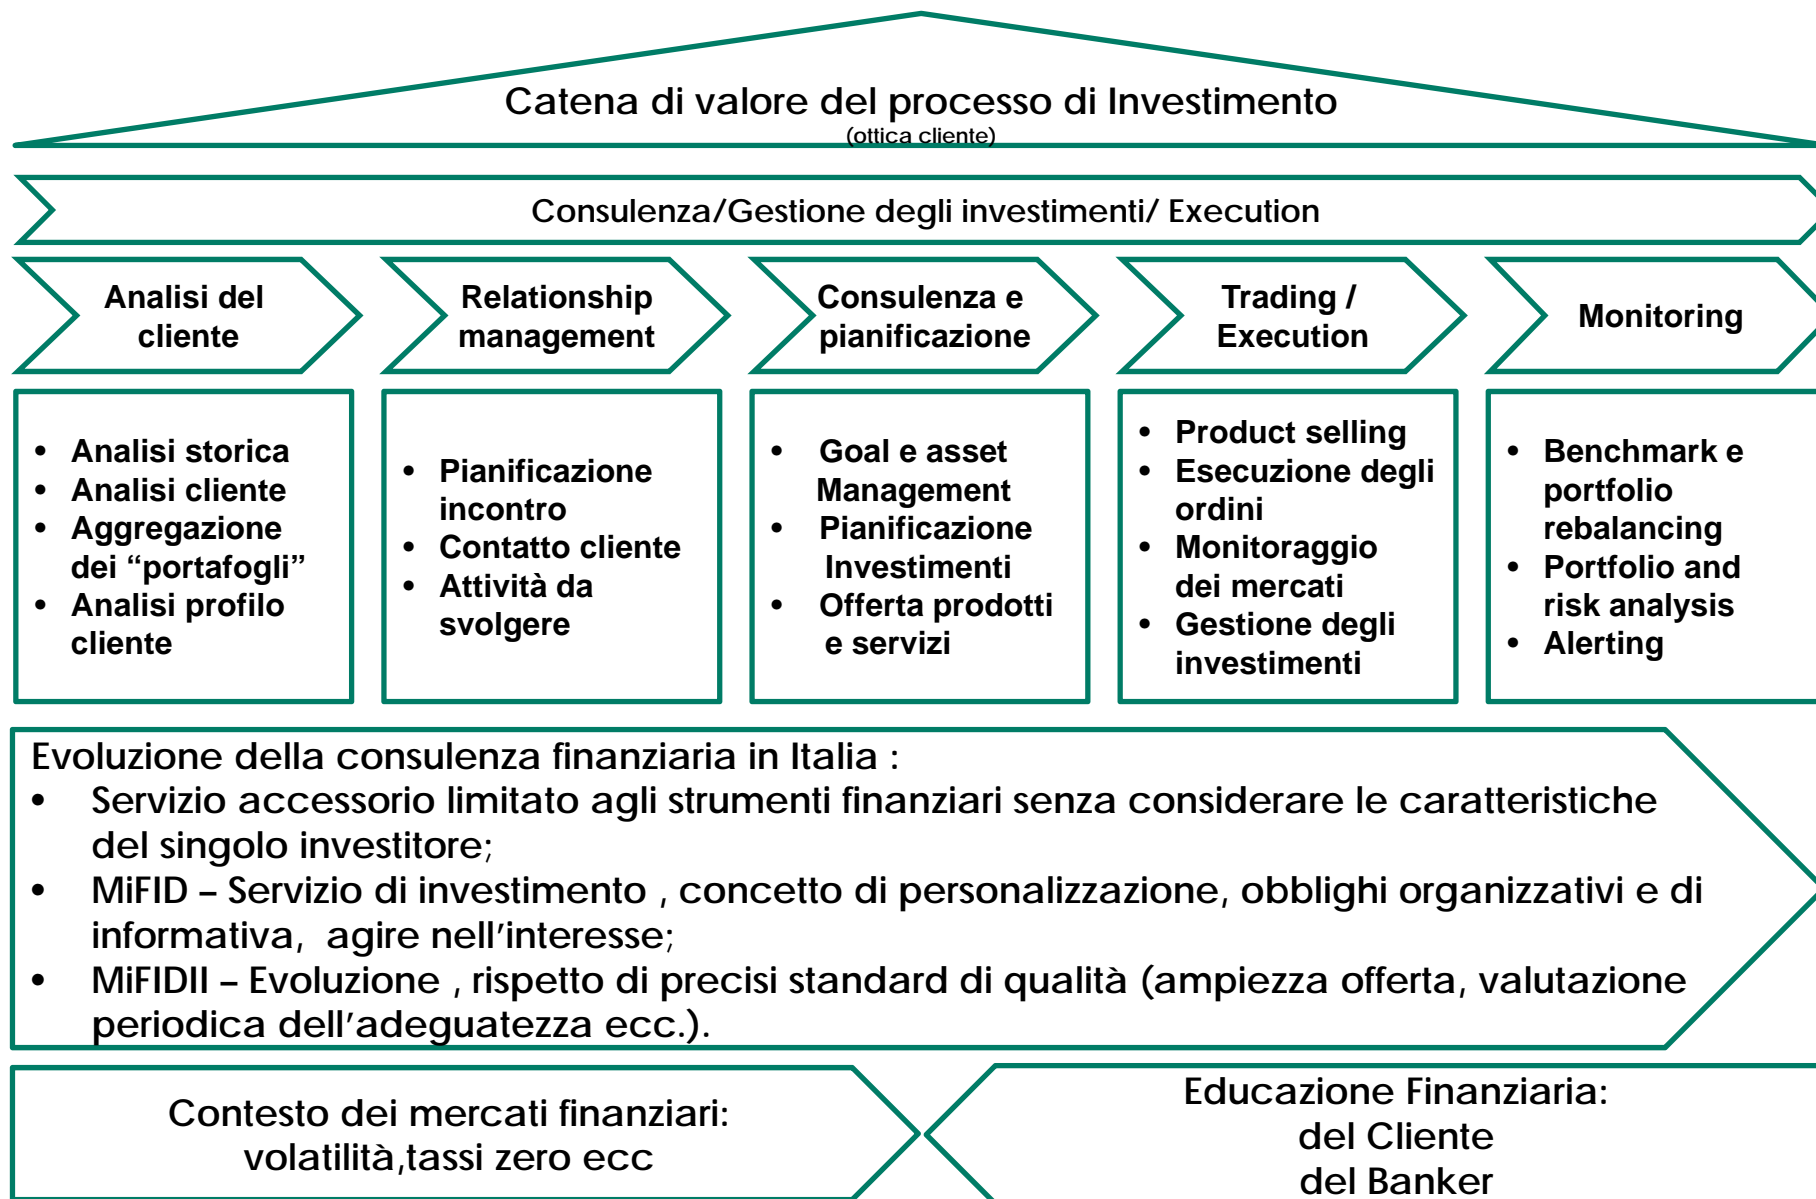 Catena di valore del processo di Investimento
(ottica cliente)
Consulenza/Gestione degli investimenti/ Execution
Analisi del
cliente
Relationship
management
Consulenza e
pianificazione
Trading /
Execution
Monitoring
• Analisi storica
• Analisi cliente
• Aggregazione
dei “portafogli”
• Analisi profilo
cliente
• Pianificazione
incontro
• Contatto cliente
• Attività da
svolgere
• Goal e asset
Management
• Pianificazione
Investimenti
• Offerta prodotti
e servizi
• Product selling
• Esecuzione degli
ordini
• Monitoraggio
dei mercati
• Gestione degli
investimenti
• Benchmark e
portfolio
rebalancing
• Portfolio and
risk analysis
• Alerting
Evoluzione della consulenza finanziaria in Italia :
• Servizio accessorio limitato agli strumenti finanziari senza considerare le caratteristiche
del singolo investitore;
• MiFID – Servizio di investimento , concetto di personalizzazione, obblighi organizzativi e di
informativa, agire nell’interesse;
• MiFIDII – Evoluzione , rispetto di precisi standard di qualità (ampiezza offerta, valutazione
periodica dell’adeguatezza ecc.).
Contesto dei mercati finanziari:
volatilità,tassi zero ecc
Educazione Finanziaria:
del Cliente
del Banker